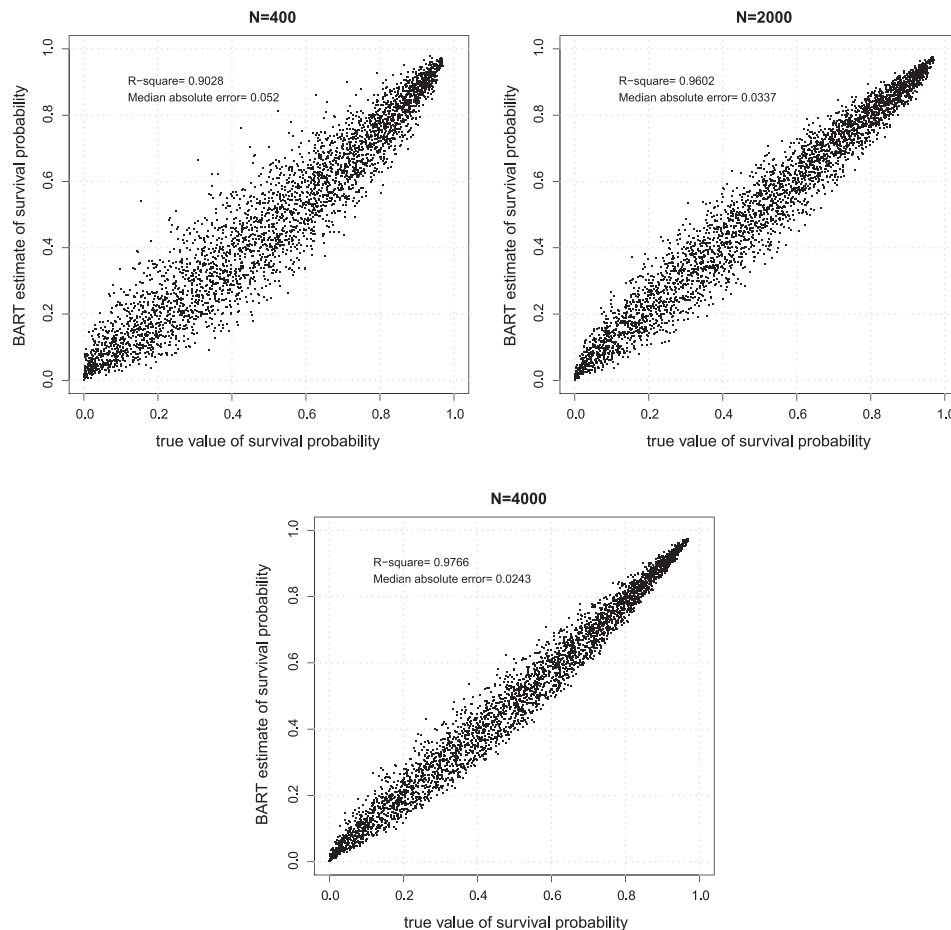 N=400
R−square= 0.9028
Median absolute error= 0.052
BART estimate of survival probability
0.0 0.2 0.4 0.6 0.8 1.0
0.0 0.2 0.4 0.6 0.8 1.0
true value of survival probability
N=2000
R−square= 0.9602
Median absolute error= 0.0337
BART estimate of survival probability
0.0 0.2 0.4 0.6 0.8 1.0
0.0 0.2 0.4 0.6 0.8 1.0
true value of survival probability
N=4000
R−square= 0.9766
Median absolute error= 0.0243
BART estimate of survival probability
0.0 0.2 0.4 0.6 0.8 1.0
0.0 0.2 0.4 0.6 0.8 1.0
true value of survival probability